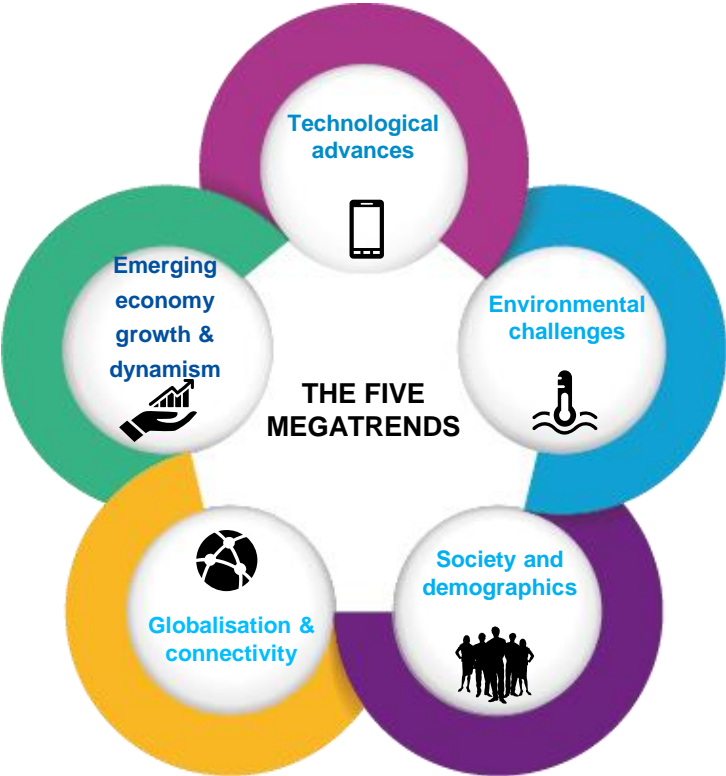 Technological
advances
Environmental
challenges
Society and
demographics
Globalisation &
connectivity
Emerging
economy
growth &
dynamism
THE FIVE
MEGATRENDS